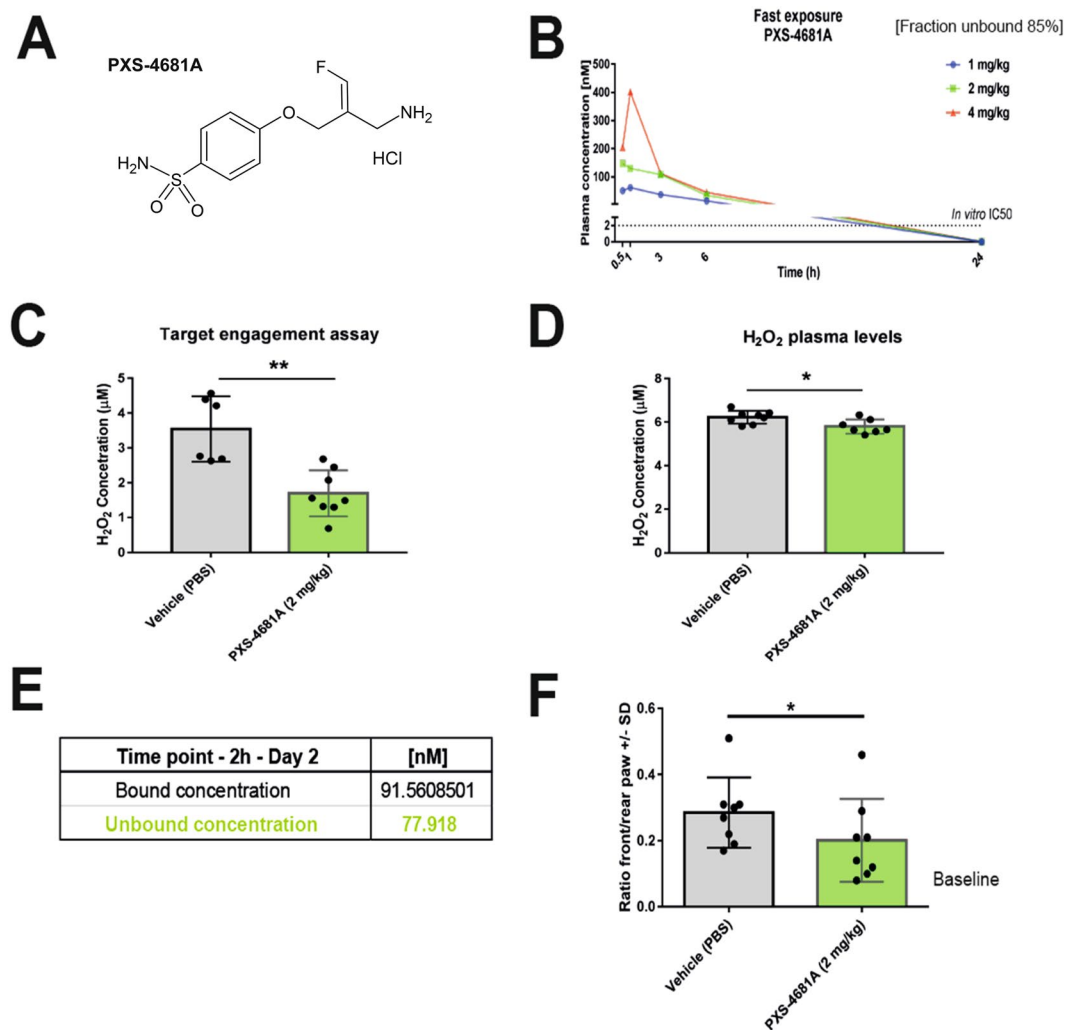 A
PXS-4681A
F
O
NH2
HCl
H2N
S
O
O
B
Fast exposure
PXS-4681A
[Fraction unbound 85%]
1 mg/kg
2 mg/kg
4 mg/kg
Plasma concentration [nM]
500
400
300
200
100
2
0
In vitro IC50
0.5
1
3
6
24
Time (h)
C
Target engagement assay
**
H2O2 Concetration (µM)
5
4
3
2
1
0
Vehicle (PBS)
PXS-4681A (2 mg/kg)
D
H2O2 plasma levels
*
H2O2 Concetration (µM)
8
6
4
2
0
Vehicle (PBS)
PXS-4681A (2 mg/kg)
E
Time point - 2h - Day 2 [nM]
Bound concentration 91.5608501
Unbound concentration 77.918
F
*
Ratio front/rear paw +/- SD
0.6
0.4
0.2
0.0
Baseline
Vehicle (PBS)
PXS-4681A (2 mg/kg)